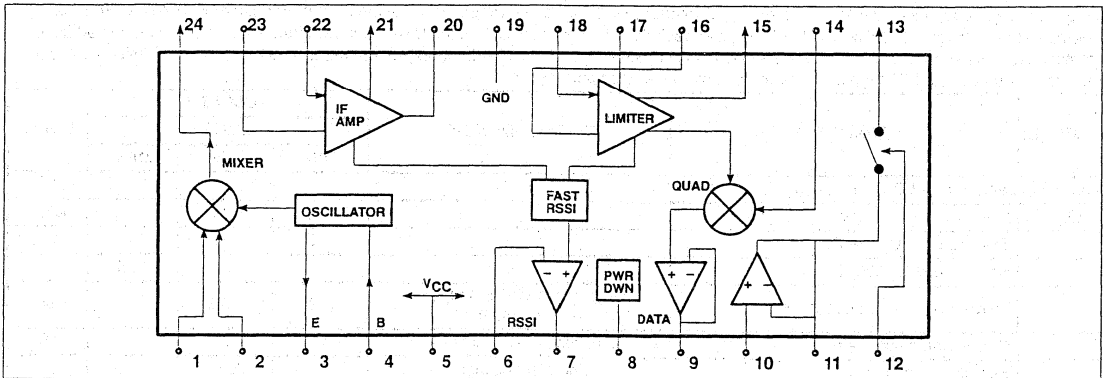 24 23 22 21 20 19 18 17 16 15 14 13
IF
AMP
GND
LIMITER
MIXER
OSCILLATOR
FAST
RSSI
QUAD
VCC
PWR
DWN
- +
+ -
+ -
E B RSSI DATA
1 2 3 4 5 6 7 8 9 10 11 12